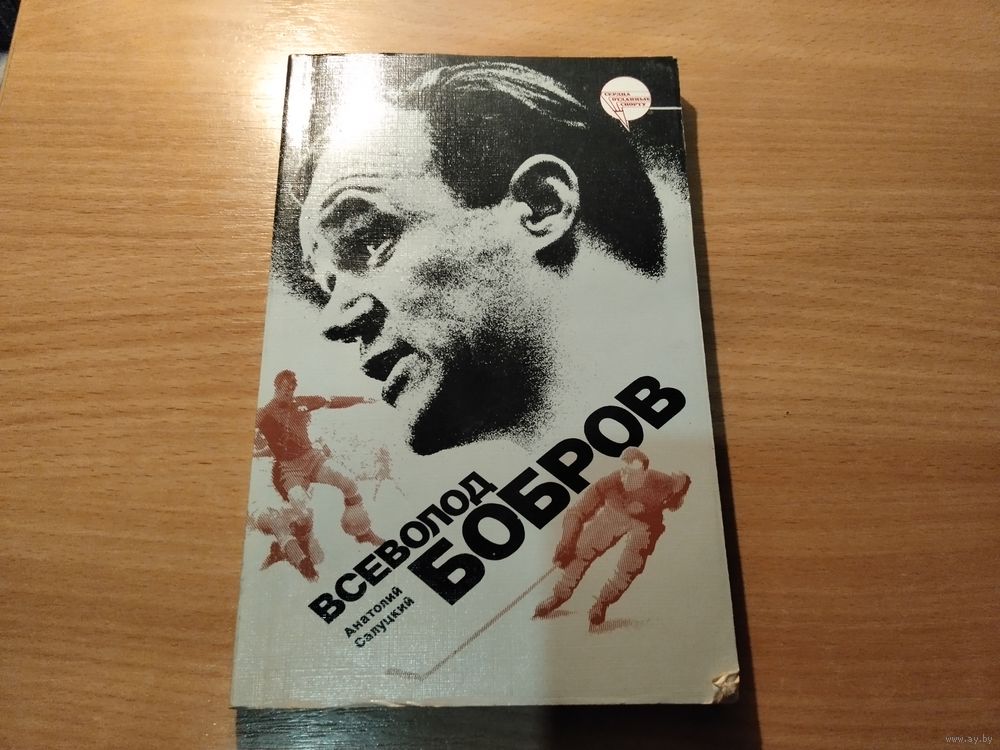 СЕРДЦА
ОТДАННЫЕ
СПОРТУ
ВСЕВОЛОД
БОБРОВ
Анатолий
Салуцкий
www.ay.by